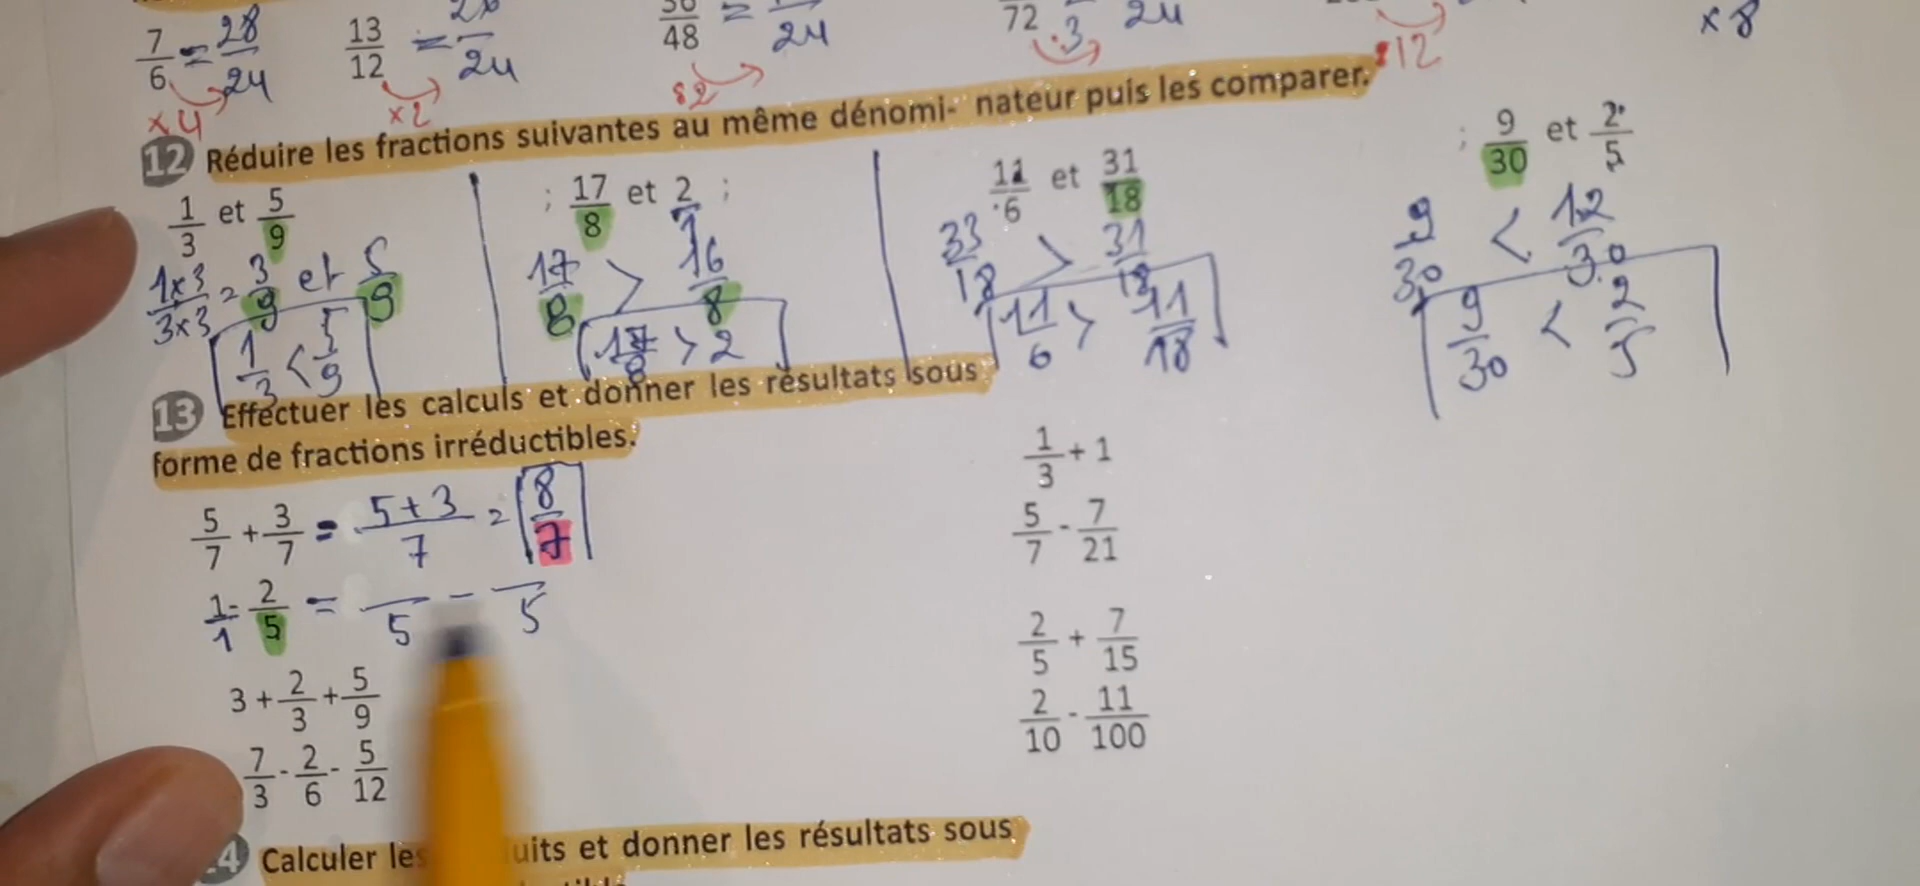 7/6 = 28/24 13/12 = 26/24 36/48 = /24 72 24
×4 ×2 :2 :3 :12 ×8
12 Réduire les fractions suivantes au même dénomi- nateur puis les comparer.
1/3 et 5/9 ; 17/8 et 2/1 ; 11/6 et 31/18 ; 9/30 et 2/5
1×3/3×3 = 3/9 et 5/9 17/8 > 16/8 33/18 > 31/18 9/30 < 12/30
1/3 < 5/9 17/8 > 2 11/6 > 11/18 9/30 < 2/5
13 Effectuer les calculs et donner les résultats sous
forme de fractions irréductibles.
5/7 + 3/7 = 5+3/7 = 8/7 1/3 + 1
1/1 - 2/5 = /5 - /5 5/7 - 7/21
3 + 2/3 + 5/9 2/5 + 7/15
7/3 - 2/6 - 5/12 2/10 - 11/100
4 Calculer les uits et donner les résultats sous